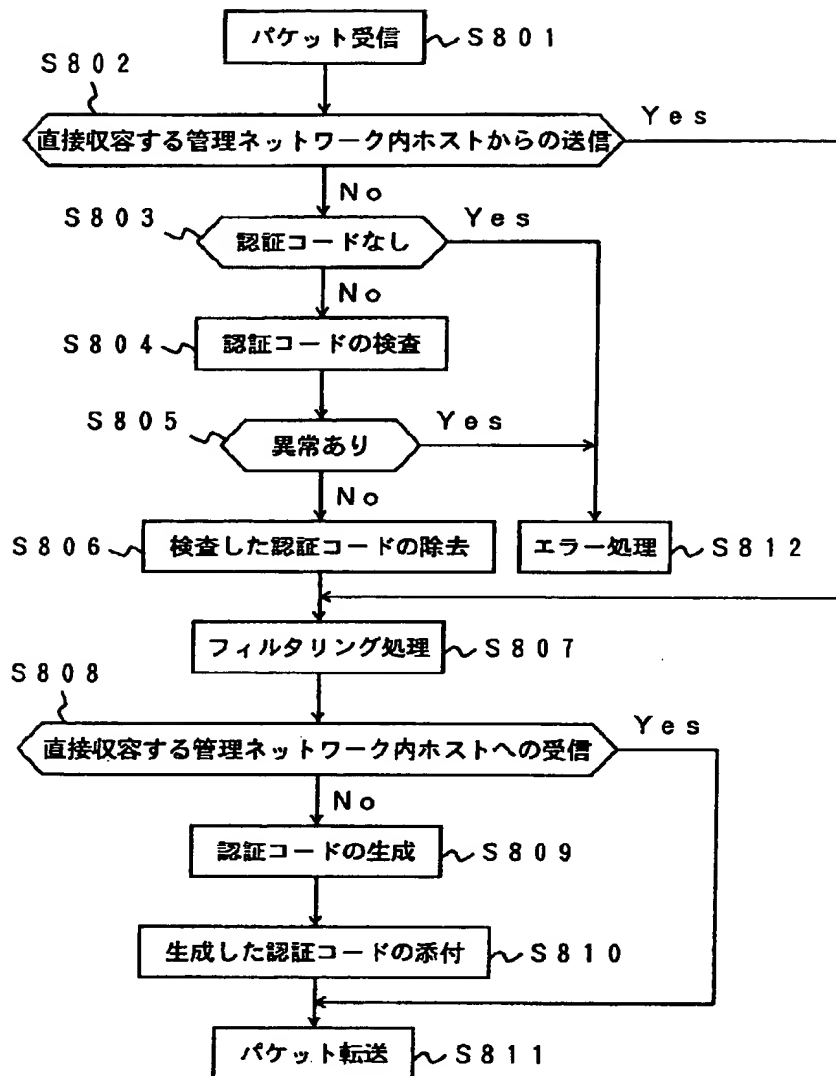 パケット受信 S801
S802
直接収容する管理ネットワーク内ホストからの送信 Yes
No
S803 認証コードなし Yes
No
S804 認証コードの検査
S805 異常あり Yes
No
S806 検査した認証コードの除去 エラー処理 S812
フィルタリング処理 S807
S808
直接収容する管理ネットワーク内ホストへの受信 Yes
No
認証コードの生成 S809
生成した認証コードの添付 S810
パケット転送 S811